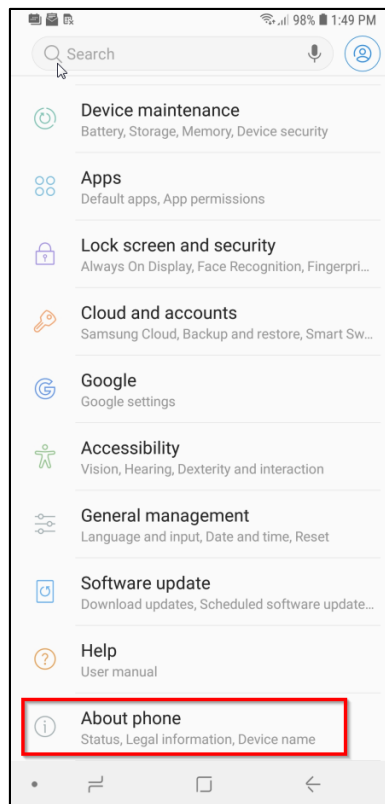 98% 1:49 PM
Search
Device maintenance
Battery, Storage, Memory, Device security
Apps
Default apps, App permissions
Lock screen and security
Always On Display, Face Recognition, Fingerpri...
Cloud and accounts
Samsung Cloud, Backup and restore, Smart Sw...
Google
Google settings
Accessibility
Vision, Hearing, Dexterity and interaction
General management
Language and input, Date and time, Reset
Software update
Download updates, Scheduled software update...
Help
User manual
About phone
Status, Legal information, Device name